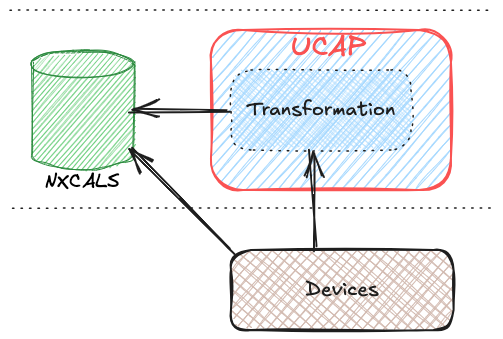 UCAP
Transformation
NXCALS
Devices